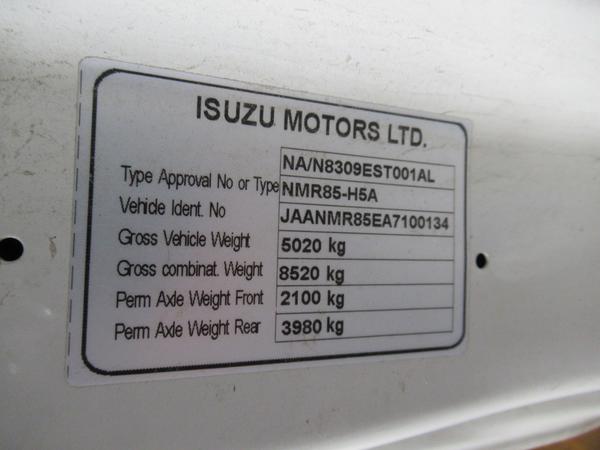 ISUZU MOTORS LTD.
NA/N8309EST001AL
Type Approval No or Type NMR85-H5A
Vehicle Ident. No JAANMR85EA7100134
Gross Vehicle Weight 5020 kg
Gross combinat. Weight 8520 kg
Perm Axle Weight Front 2100 kg
Perm Axle Weight Rear 3980 kg